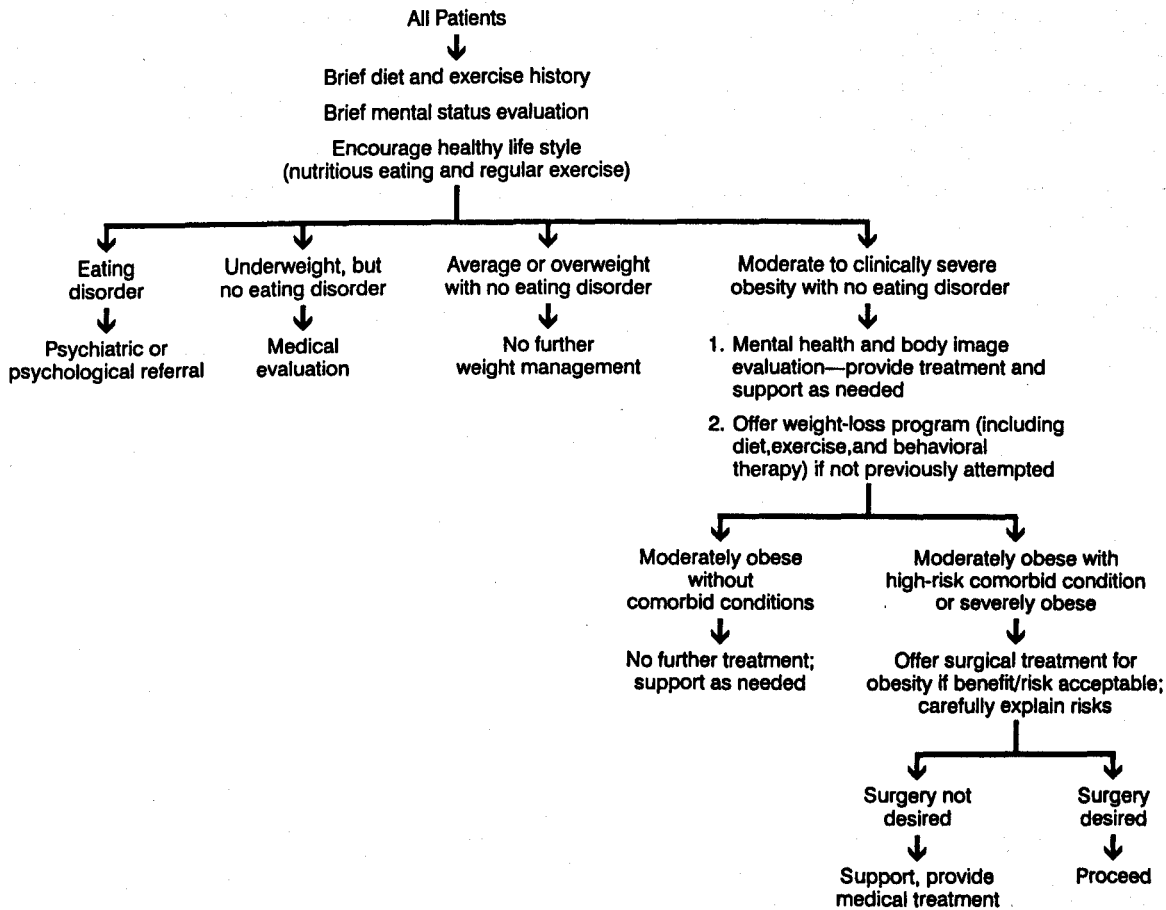 All Patients
Brief diet and exercise history
Brief mental status evaluation
Encourage healthy life style
(nutritious eating and regular exercise)
Eating
disorder
Psychiatric or
psychological referral
Underweight, but
no eating disorder
Medical
evaluation
Average or overweight
with no eating disorder
No further
weight management
Moderate to clinically severe
obesity with no eating disorder
1. Mental health and body image
evaluation—provide treatment and
support as needed
2. Offer weight-loss program (including
diet,exercise,and behavioral
therapy) if not previously attempted
Moderately obese
without
comorbid conditions
No further treatment;
support as needed
Moderately obese with
high-risk comorbid condition
or severely obese
Offer surgical treatment for
obesity if benefit/risk acceptable;
carefully explain risks
Surgery not
desired
Support, provide
medical treatment
Surgery
desired
Proceed